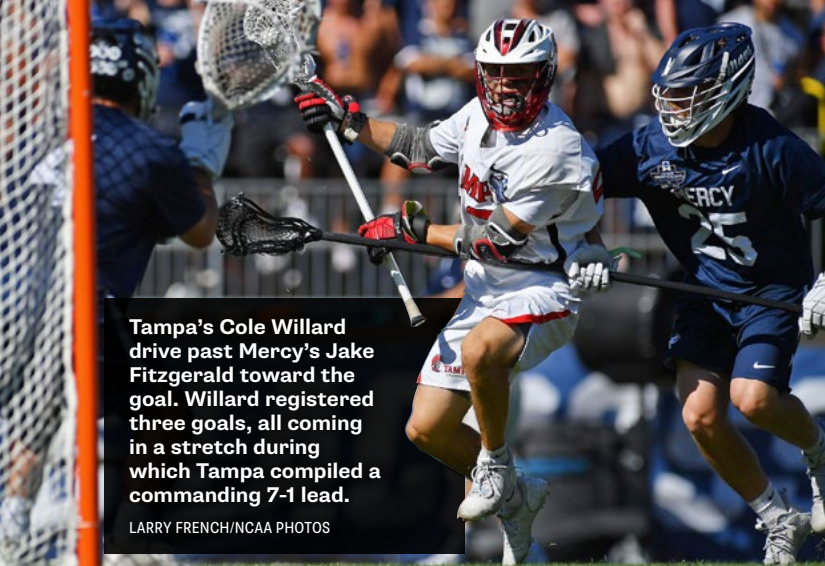 MERCY
25
TAMPA
Tampa’s Cole Willard
drive past Mercy’s Jake
Fitzgerald toward the
goal. Willard registered
three goals, all coming
in a stretch during
which Tampa compiled a
commanding 7-1 lead.
LARRY FRENCH/NCAA PHOTOS